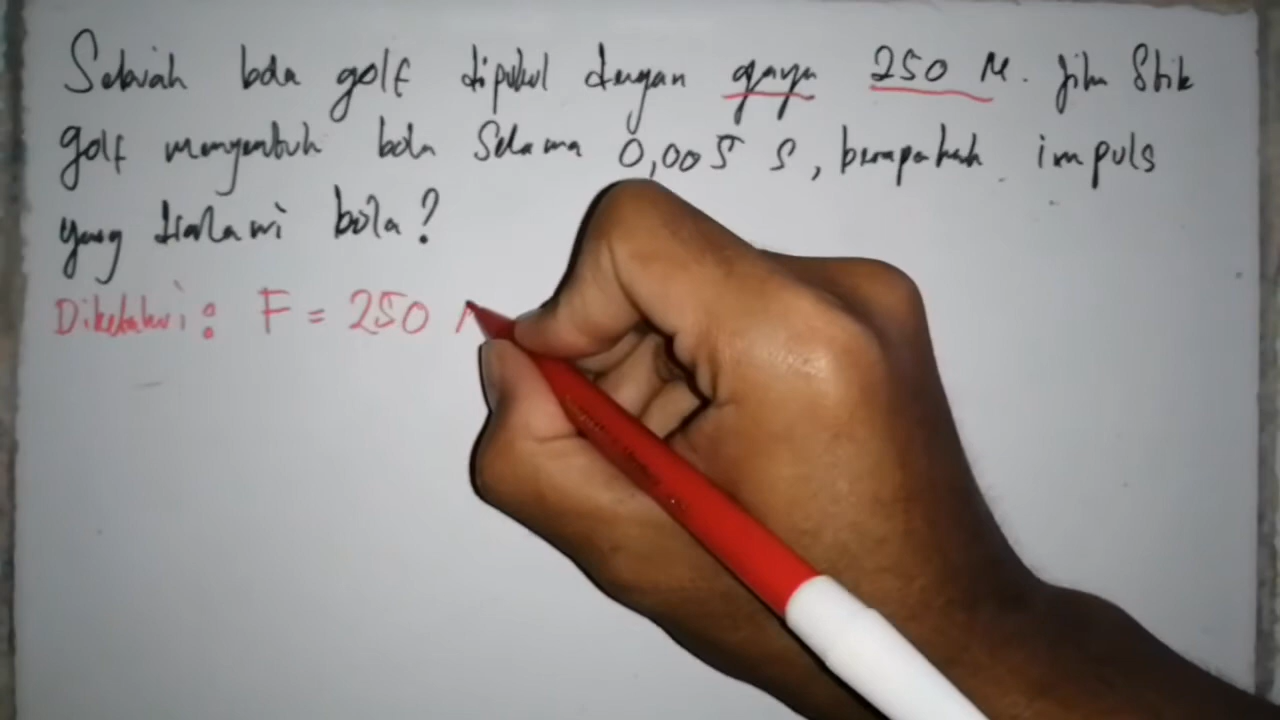 Sebuah bola golf dipukul dengan gaya 250 N. Jika Stik
golf menyentuh bola Selama 0,005 s, berapakah impuls
yang dialami bola?
Diketahui: F = 250 N